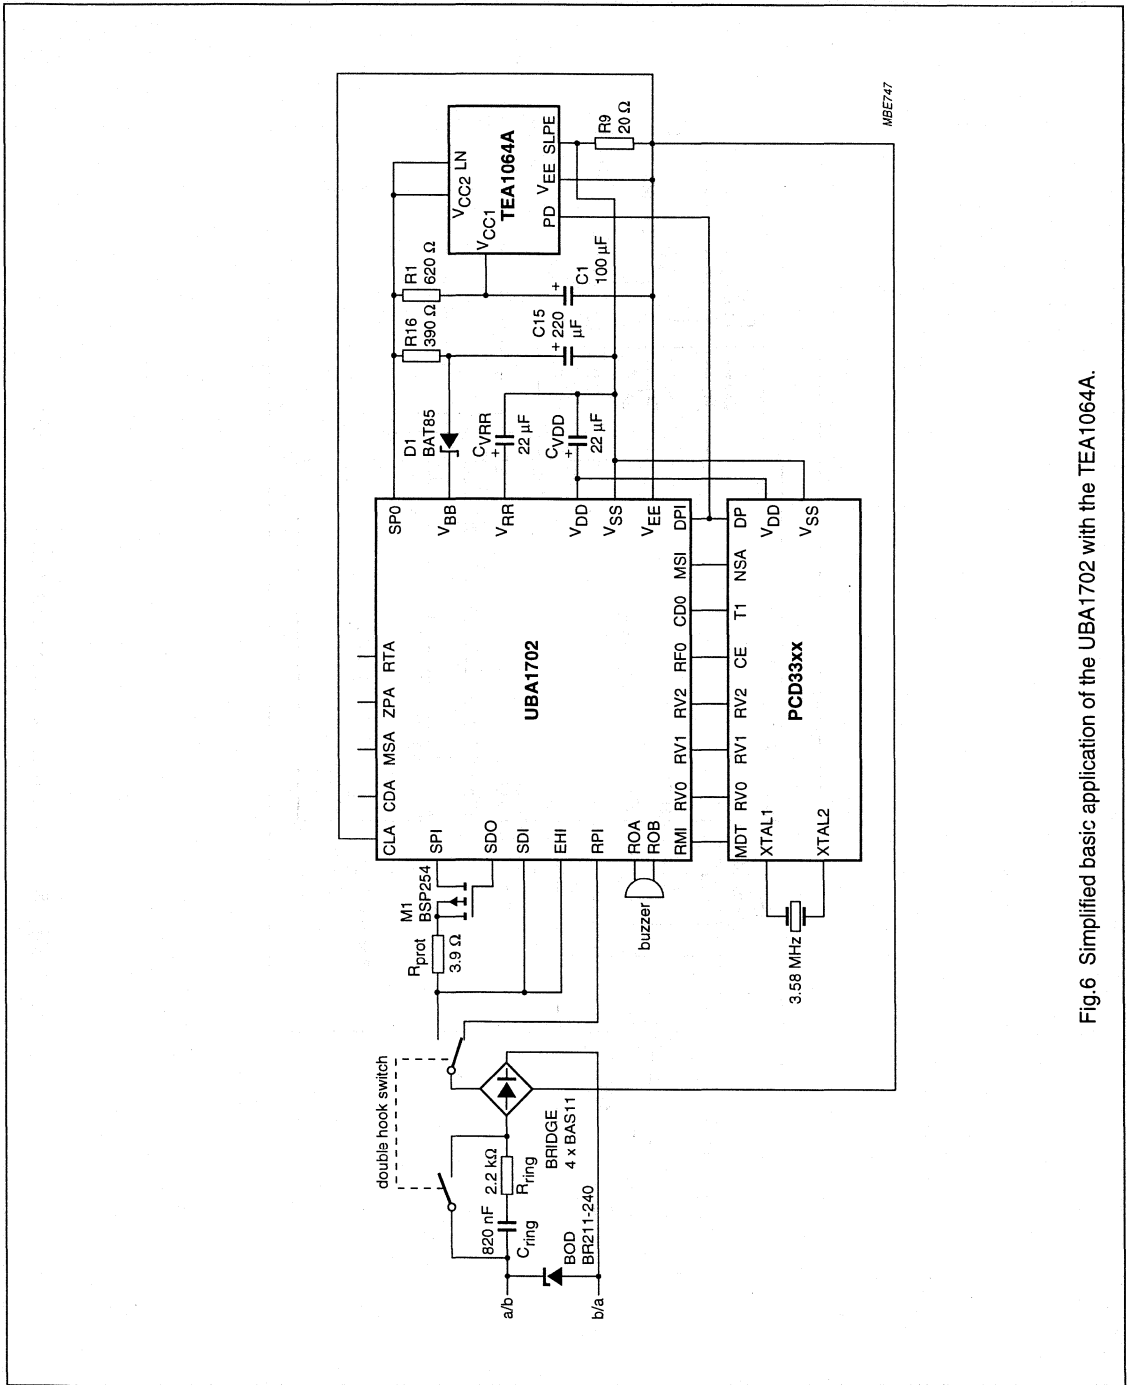 MBE747
double hook switch
a/b
b/a
820 nF
Cring
2.2 kΩ
Rring
BOD
BR211-240
BRIDGE
4 x BAS11
Rprot
3.9 Ω
M1
BSP254
buzzer
3.58 MHz
CLA
CDA
MSA
ZPA
RTA
SPI
SDO
SDI
EHI
RPI
ROA
ROB
UBA1702
SP0
VBB
VRR
VDD
VSS
VEE
RMI
RV0
RV1
RV2
RF0
CD0
MSI
DPI
MDT
RV0
RV1
RV2
CE
T1
NSA
DP
XTAL1
XTAL2
PCD33xx
VDD
VSS
D1
BAT85
CVRR
+
22 μF
CVDD
+
22 μF
R16
390 Ω
R1
620 Ω
C15
+
220
μF
C1
+
100 μF
VCC2
LN
VCC1
TEA1064A
PD
VEE
SLPE
R9
20 Ω
Fig.6 Simplified basic application of the UBA1702 with the TEA1064A.